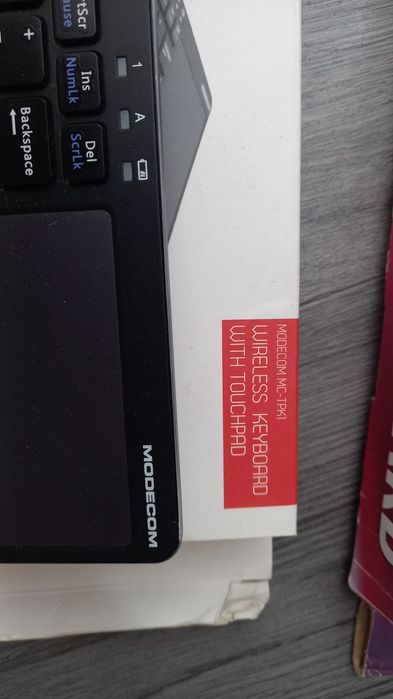 PrtScr
Pause
+
Ins
NumLk
1
Backspace
←
Del
ScrLk
A
MODECOM
MODECOM MC-TPK1
WIRELESS KEYBOARD
WITH TOUCHPAD